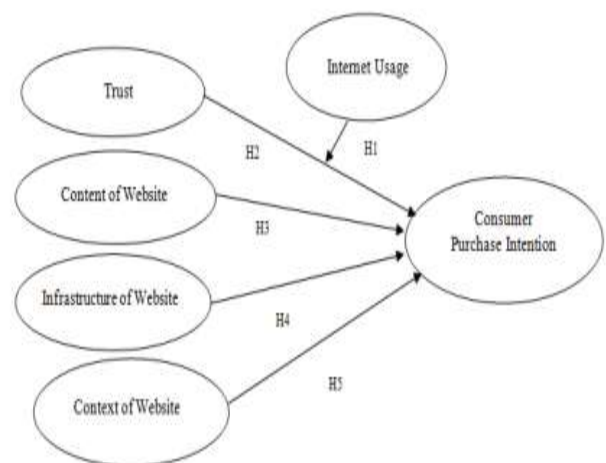 Internet Usage
Trust
H2
H1
Content of Website
H3
Consumer
Purchase Intention
Infrastructure of Website
H4
H5
Context of Website